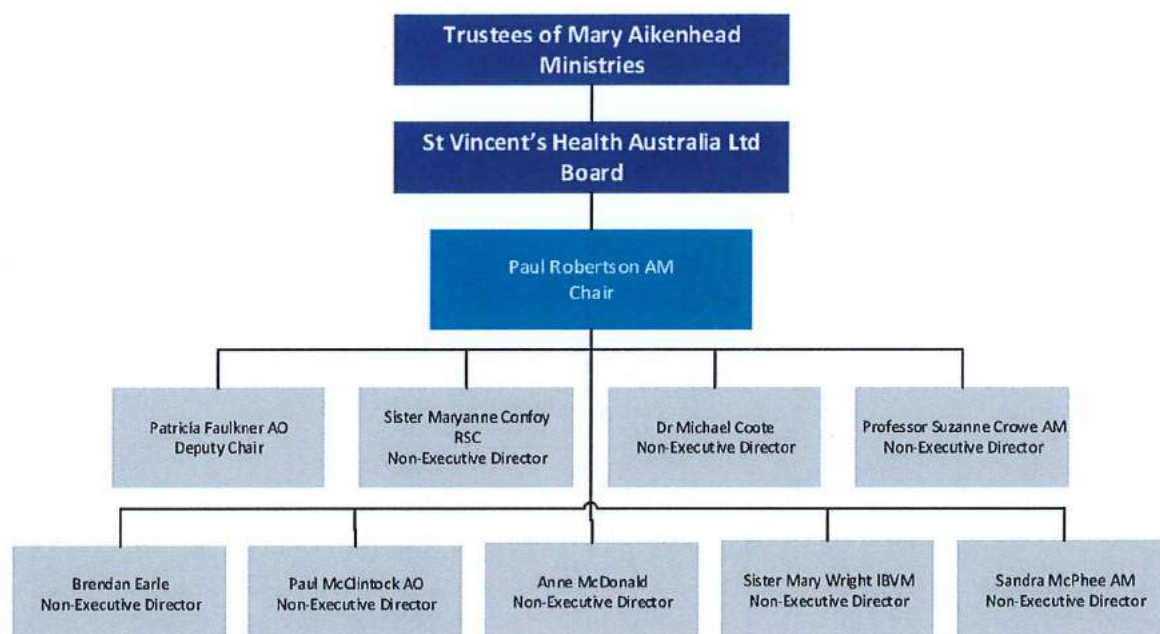 Trustees of Mary Aikenhead
Ministries
St Vincent's Health Australia Ltd
Board
Paul Robertson AM
Chair
Patricia Faulkner AO
Deputy Chair
Sister Maryanne Confoy
RSC
Non-Executive Director
Dr Michael Coote
Non-Executive Director
Professor Suzanne Crowe AM
Non-Executive Director
Brendan Earle
Non-Executive Director
Paul McClintock AO
Non-Executive Director
Anne McDonald
Non-Executive Director
Sister Mary Wright IBVM
Non-Executive Director
Sandra McPhee AM
Non-Executive Director